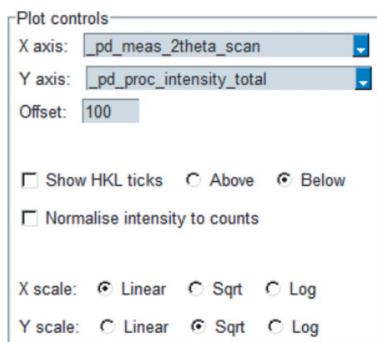 Plot controls
X axis: _pd_meas_2theta_scan
Y axis: _pd_proc_intensity_total
Offset: 100
Show HKL ticks Above Below
Normalise intensity to counts
X scale: Linear Sqrt Log
Y scale: Linear Sqrt Log